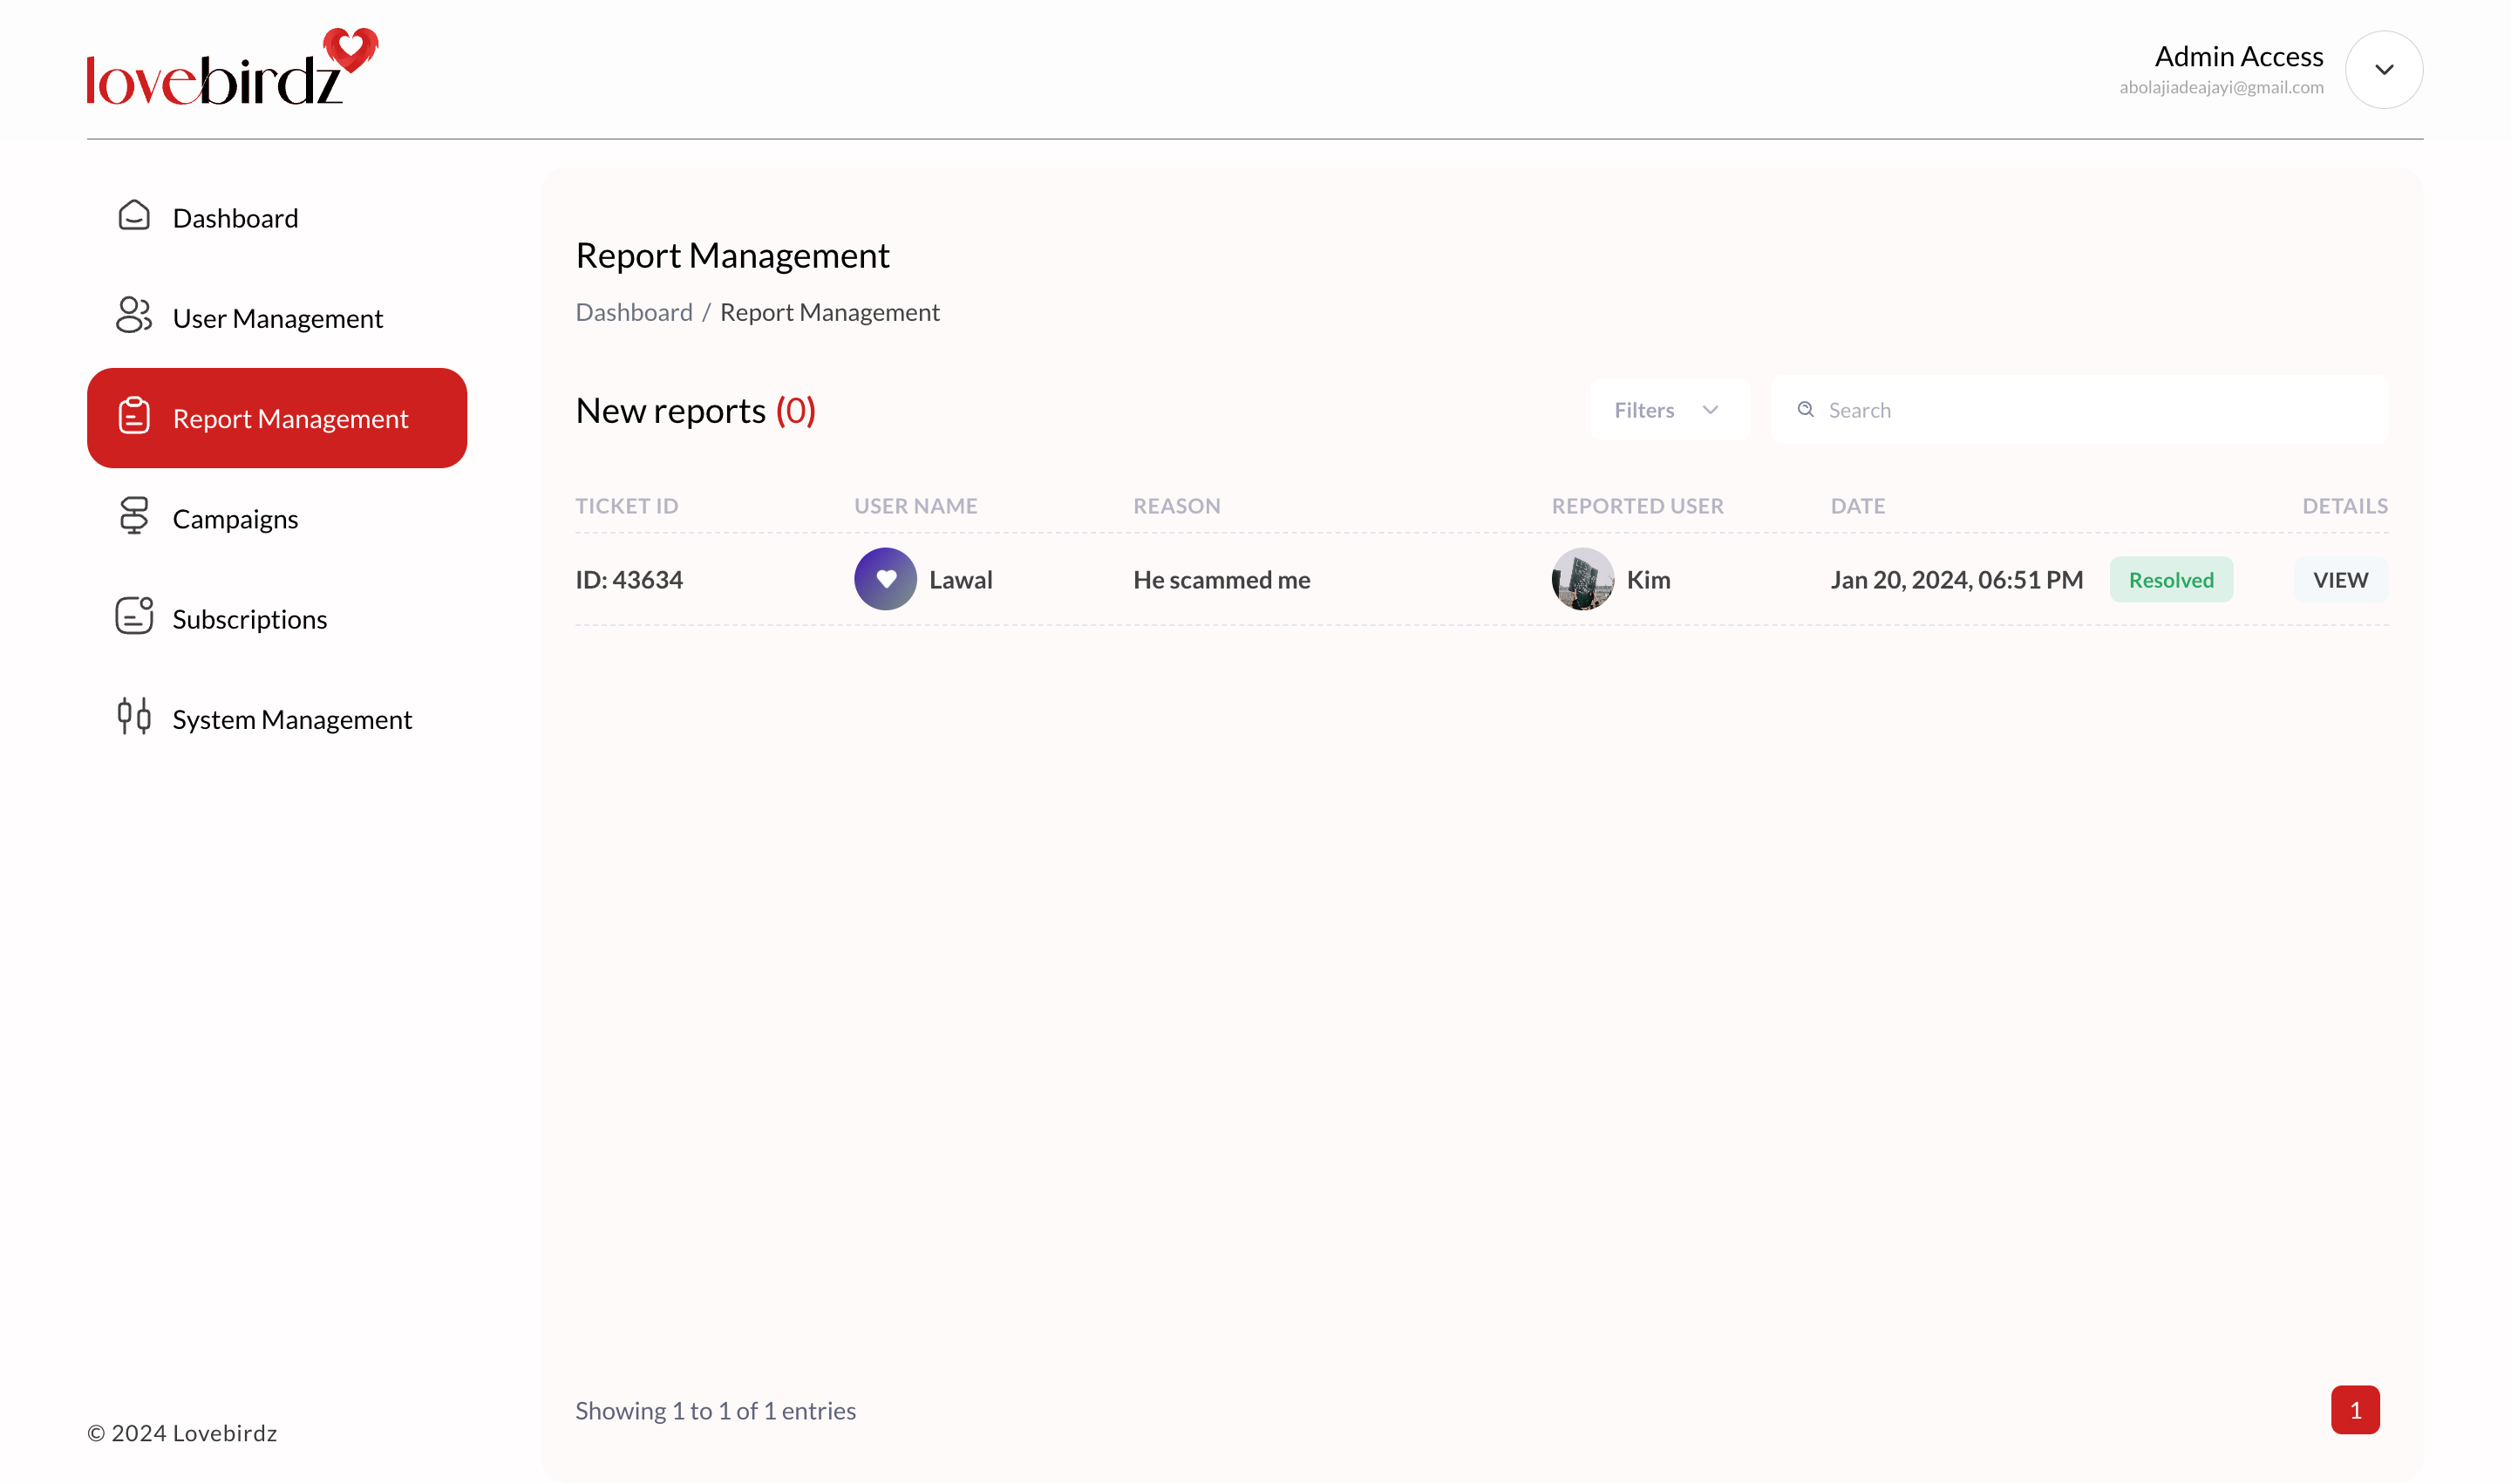 lovebirdz
Admin Access
abolajiadeajayi@gmail.com
Dashboard
User Management
Report Management
Campaigns
Subscriptions
System Management
© 2024 Lovebirdz
Report Management
Dashboard / Report Management
New reports (0)
Filters
Search
TICKET ID USER NAME REASON REPORTED USER DATE DETAILS
ID: 43634 Lawal He scammed me Kim Jan 20, 2024, 06:51 PM Resolved VIEW
Showing 1 to 1 of 1 entries
1